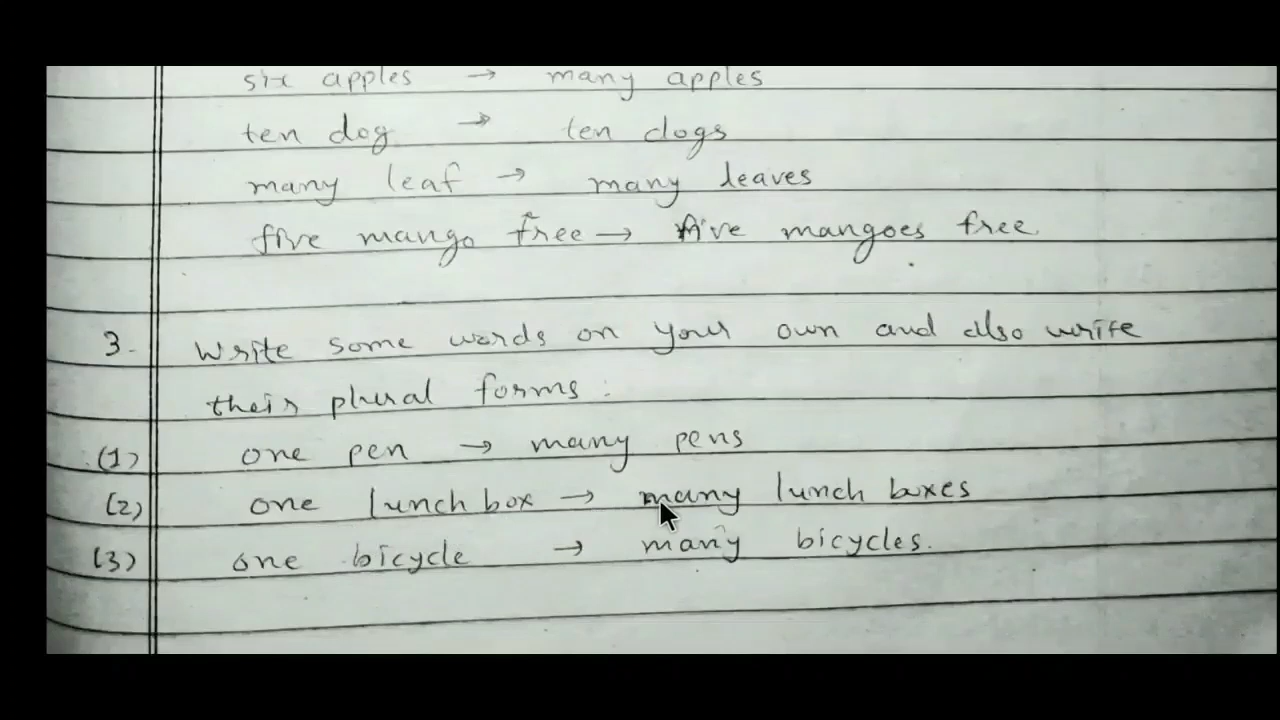 six apples → many apples
ten dog → ten dogs
many leaf → many leaves
five mango free → five mangoes free
3. Write some words on your own and also write
their plural forms:
(1) one pen → many pens
(2) one lunch box → many lunch boxes
(3) one bicycle → many bicycles.